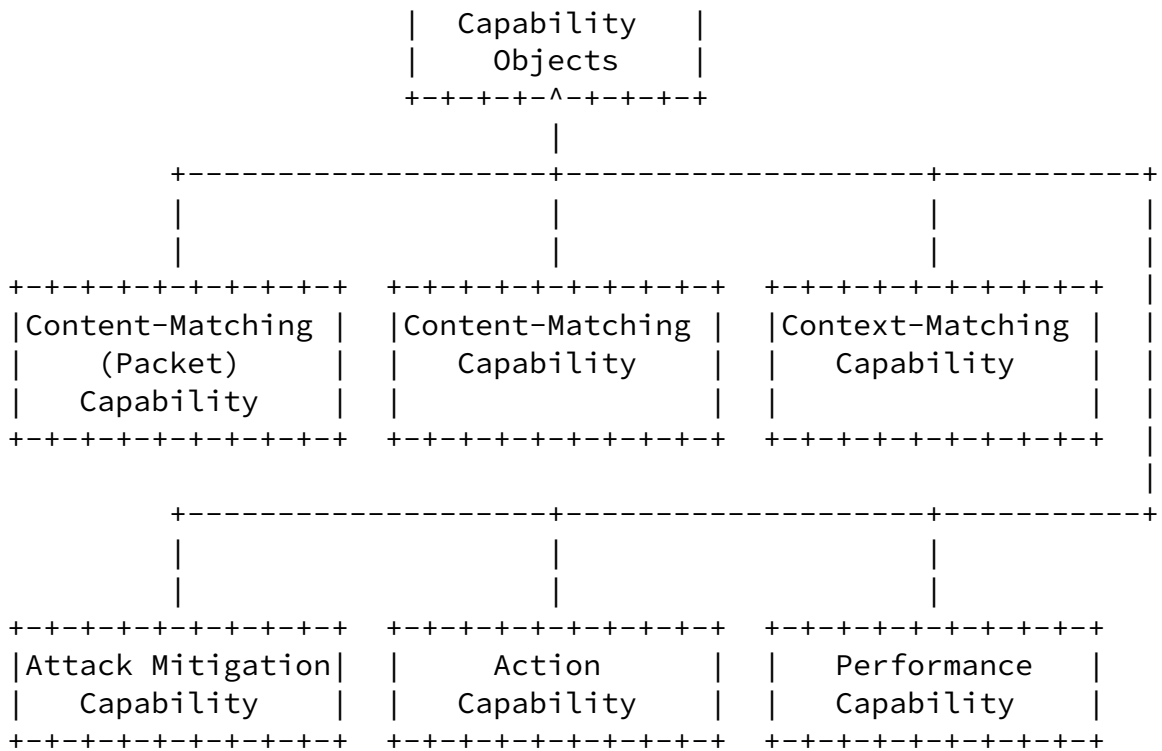 Capability
Objects
Content-Matching
(Packet)
Capability
Content-Matching
Capability
Context-Matching
Capability
Attack Mitigation
Capability
Action
Capability
Performance
Capability